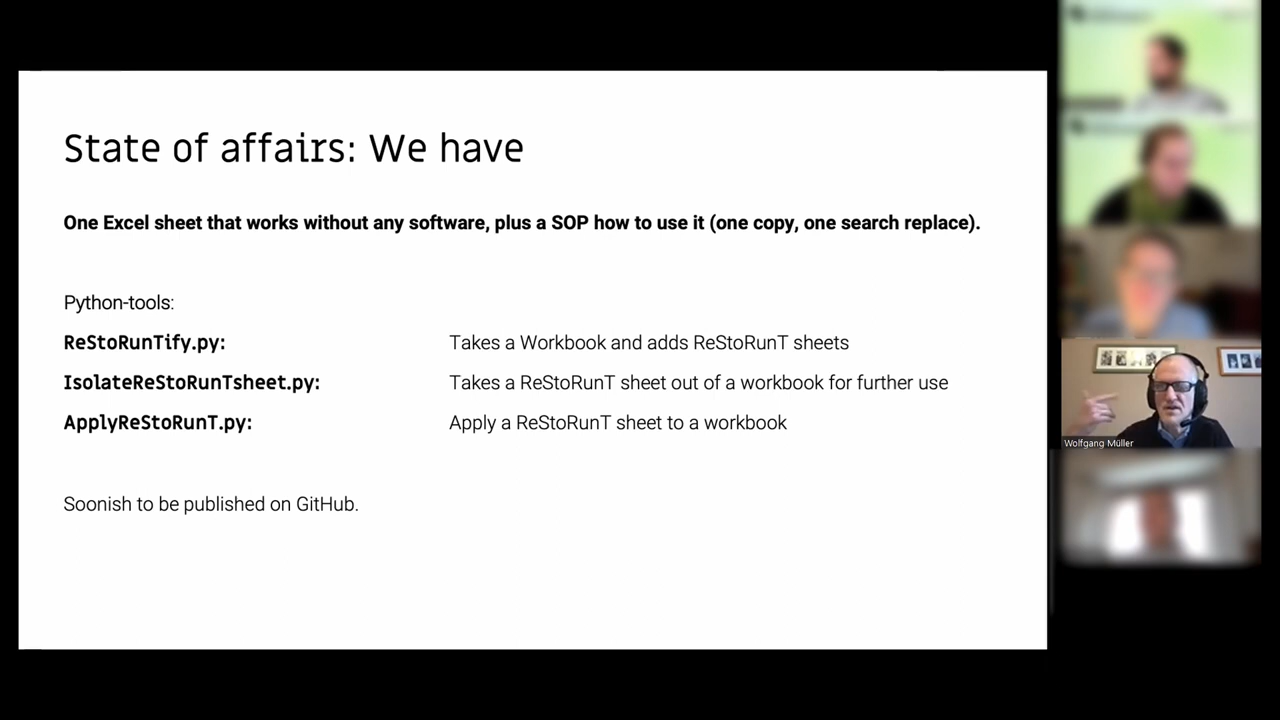 State of affairs: We have
One Excel sheet that works without any software, plus a SOP how to use it (one copy, one search replace).
Python-tools:
ReStoRunTify.py: Takes a Workbook and adds ReStoRunT sheets
IsolateReStoRunTsheet.py: Takes a ReStoRunT sheet out of a workbook for further use
ApplyReStoRunT.py: Apply a ReStoRunT sheet to a workbook
Soonish to be published on GitHub.
Wolfgang Müller